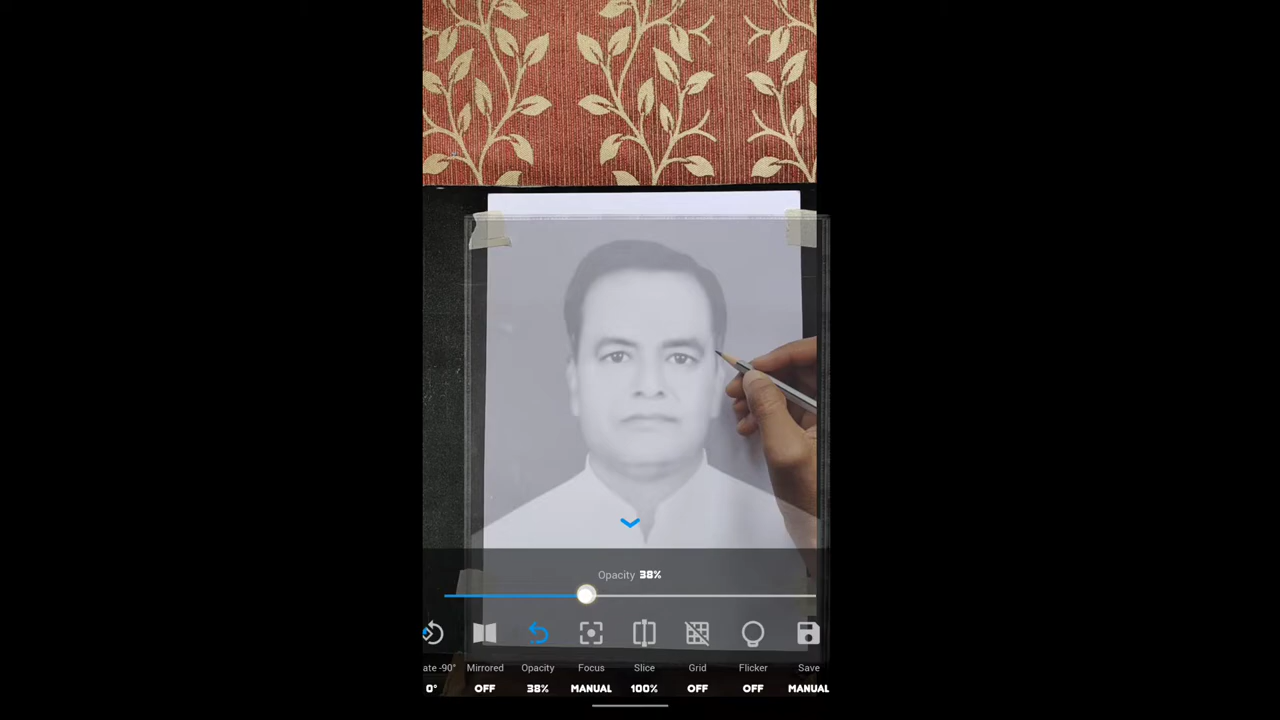 Opacity 38%
ate -90° Mirrored Opacity Focus Slice Grid Flicker Save
0° OFF 38% MANUAL 100% OFF OFF MANUAL